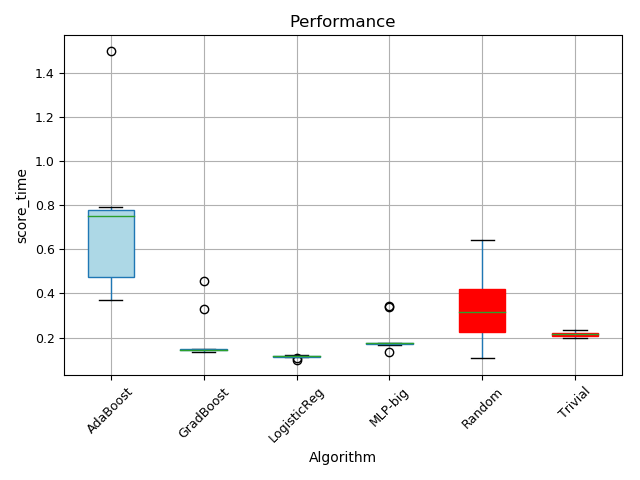 Performance
score_time
1.4
1.2
1.0
0.8
0.6
0.4
0.2
AdaBoost
GradBoost
LogisticReg
MLP-big
Random
Trivial
Algorithm